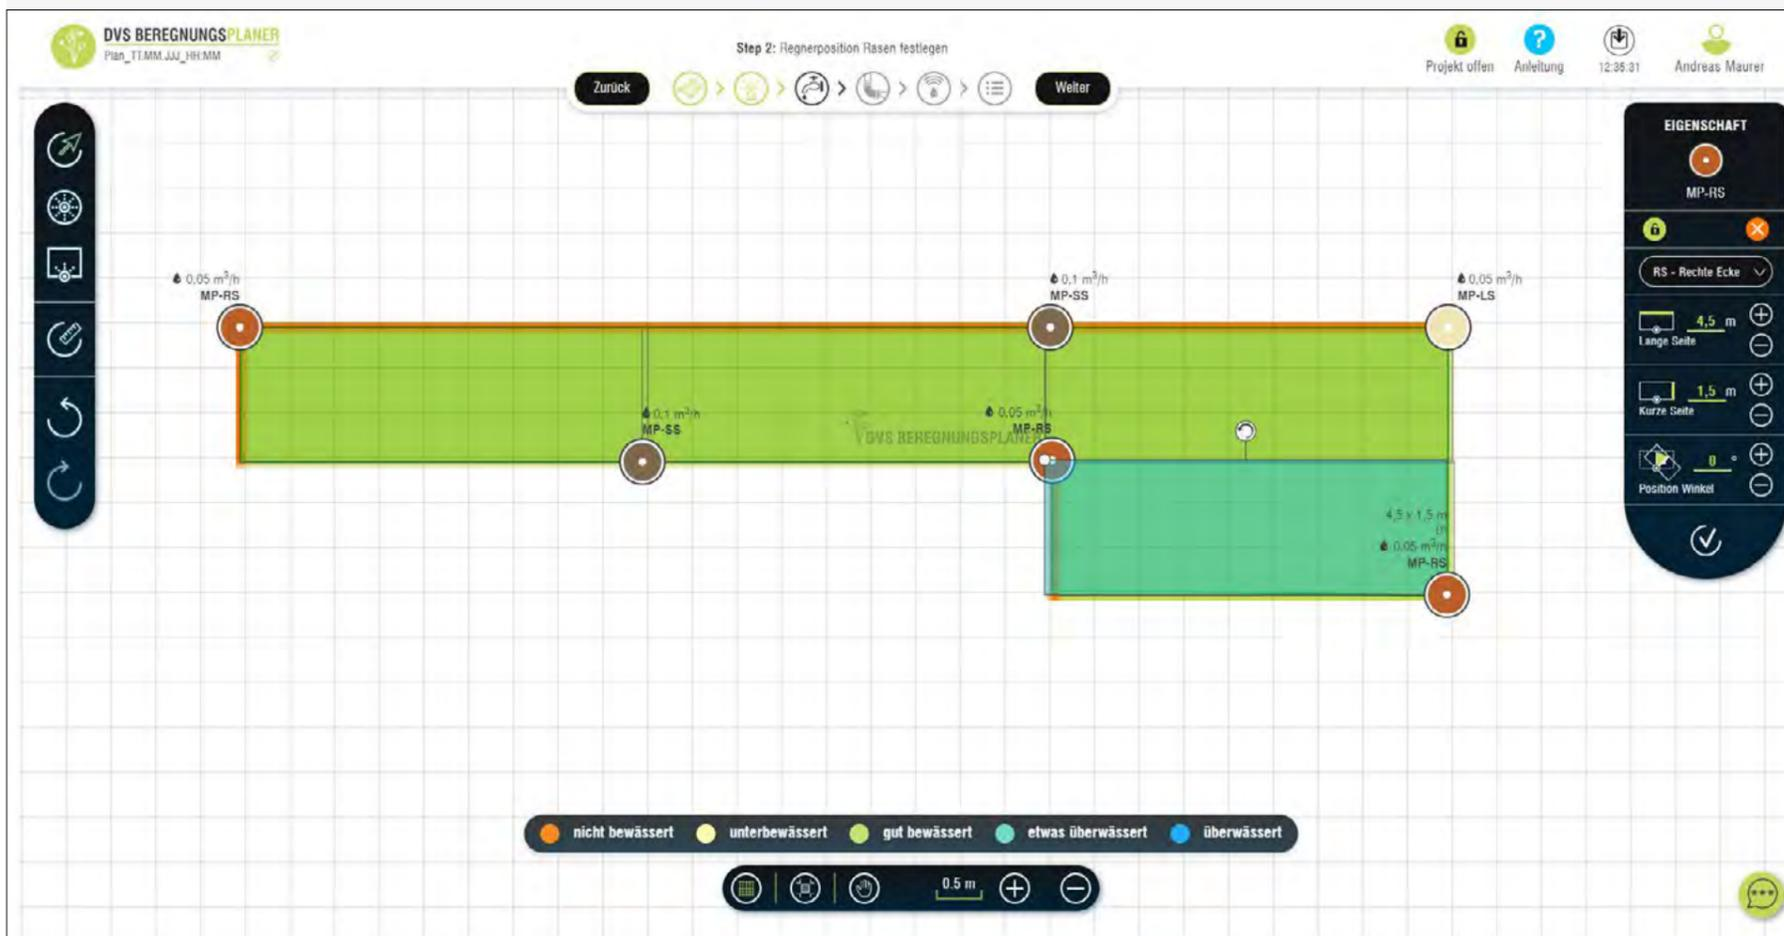 DVS BEREGNUNGSPLANER
Plan_TT.MM.JJJ_HH:MM
Step 2: Regnerposition Rasen festlegen
Zurück
Weiter
Projekt offen
Anleitung
12:35:31
Andreas Maurer
EIGENSCHAFT
MP-RS
RS - Rechte Ecke
4,5 m
Lange Seite
1,5 m
Kurze Seite
0 °
Position Winkel
0,05 m³/h
MP-RS
0,1 m³/h
MP-SS
0,05 m³/h
MP-LS
0,1 m³/h
MP-SS
0,05 m³/h
MP-RS
DVS BEREGNUNGSPLANER
4,5 x 1,5 m
0,05 m³/h
MP-RS
nicht bewässert
unterbewässert
gut bewässert
etwas überwässert
überwässert
0.5 m